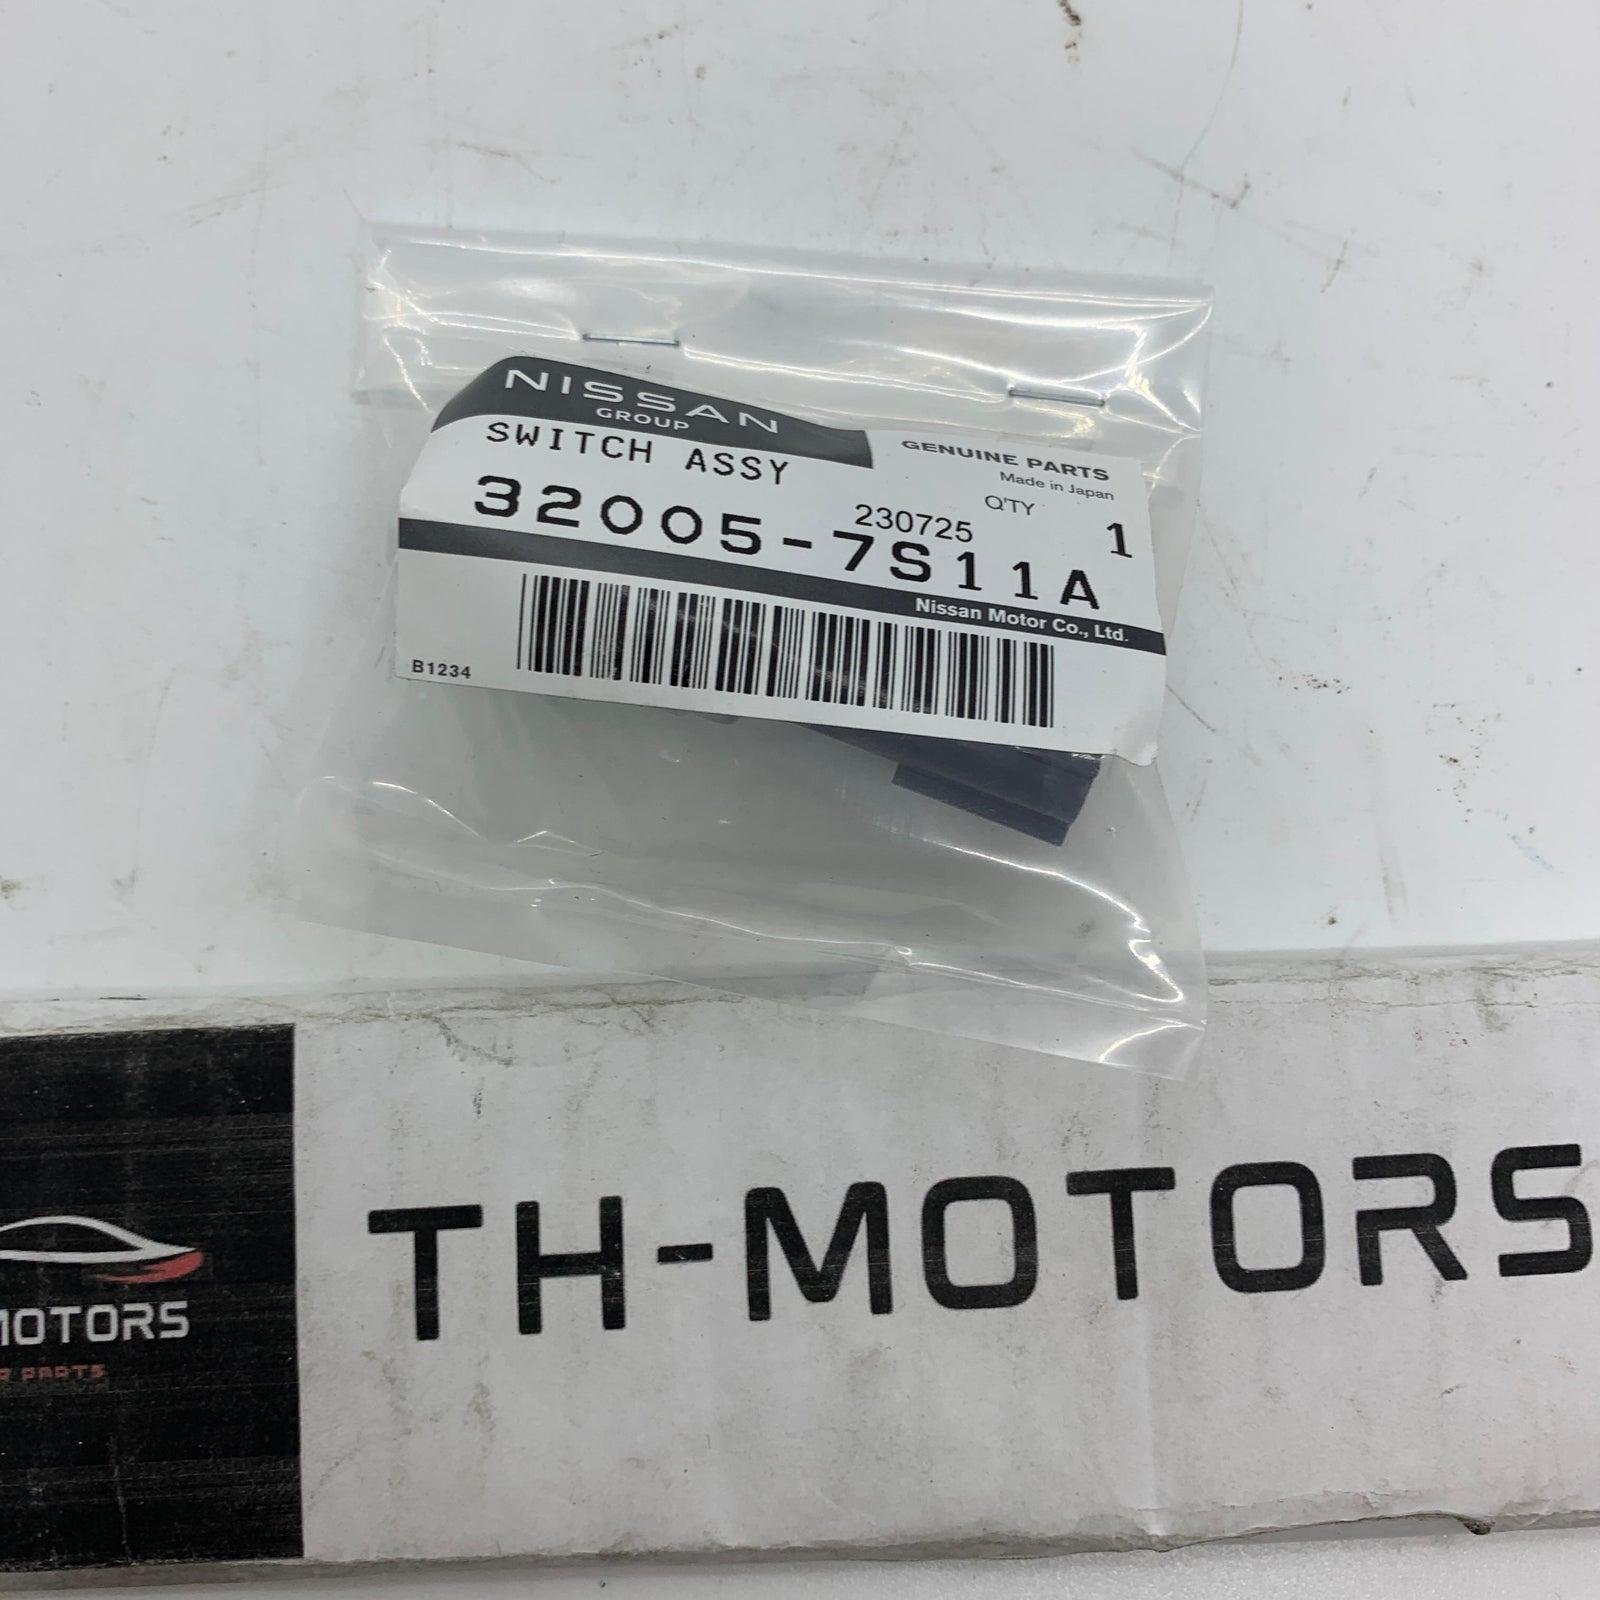 NISSAN
GROUP
GENUINE PARTS
Made in Japan
SWITCH ASSY
Q'TY 1
230725
32005-7S11A
Nissan Motor Co., Ltd.
B1234
TH-MOTORS
MOTORS
PARTS